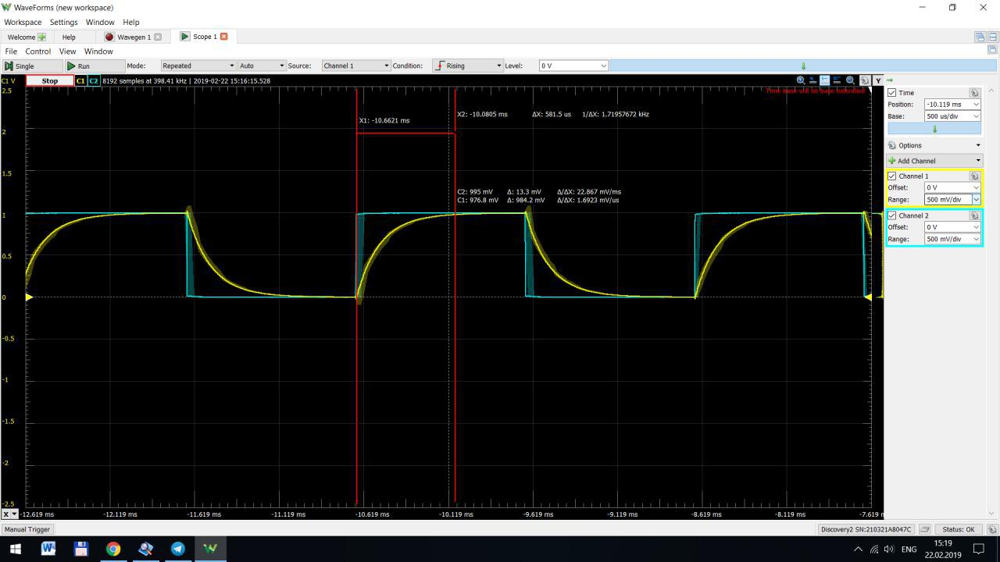 WaveForms (new workspace)
Workspace Settings Window Help
Welcome Help Wavegen 1 Scope 1
File Control View Window
Single Run Mode: Repeated Auto Source: Channel 1 Condition: Rising Level: 0 V
C1 V Stop C1 C2 8192 samples at 398.41 kHz | 2019-02-22 15:16:15.528 Y
Time base will be base extended!
2.5
2
1.5
1
0.5
0
-0.5
-1
-1.5
-2
-2.5
X1: -10.6621 ms
X2: -10.0805 ms ΔX: 581.5 us 1/ΔX: 1.71957672 kHz
C2: 995 mV Δ: 13.3 mV Δ/ΔX: 22.867 mV/ms
C1: 976.8 mV Δ: 984.2 mV Δ/ΔX: 1.6923 mV/us
X -12.619 ms -12.119 ms -11.619 ms -11.119 ms -10.619 ms -10.119 ms -9.619 ms -9.119 ms -8.619 ms -8.119 ms -7.619 m
Time
Position: -10.119 ms
Base: 500 us/div
Options
Add Channel
Channel 1
Offset: 0 V
Range: 500 mV/div
Channel 2
Offset: 0 V
Range: 500 mV/div
Manual Trigger Discovery2 SN:210321A8047C Status: OK
ENG
15:19
22.02.2019